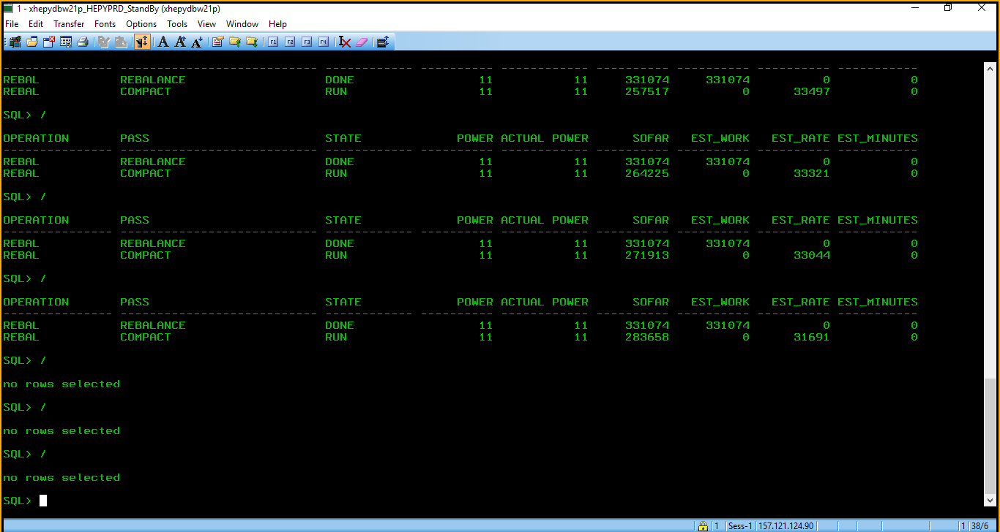 1 - xhepydbw21p_HEPYPRD_StandBy (xhepydbw21p)
File Edit Transfer Fonts Options Tools View Window Help
A A A F1 F2 F3 F4
--------------- --------------------------- ------------ ---------- ------------ ---------- ---------- ---------- -----------
REBAL REBALANCE DONE 11 11 331074 331074 0 0
REBAL COMPACT RUN 11 11 257517 0 33497 0
SQL> /
OPERATION PASS STATE POWER ACTUAL POWER SOFAR EST_WORK EST_RATE EST_MINUTES
--------------- --------------------------- ------------ ---------- ------------ ---------- ---------- ---------- -----------
REBAL REBALANCE DONE 11 11 331074 331074 0 0
REBAL COMPACT RUN 11 11 264225 0 33321 0
SQL> /
OPERATION PASS STATE POWER ACTUAL POWER SOFAR EST_WORK EST_RATE EST_MINUTES
--------------- --------------------------- ------------ ---------- ------------ ---------- ---------- ---------- -----------
REBAL REBALANCE DONE 11 11 331074 331074 0 0
REBAL COMPACT RUN 11 11 271913 0 33044 0
SQL> /
OPERATION PASS STATE POWER ACTUAL POWER SOFAR EST_WORK EST_RATE EST_MINUTES
--------------- --------------------------- ------------ ---------- ------------ ---------- ---------- ---------- -----------
REBAL REBALANCE DONE 11 11 331074 331074 0 0
REBAL COMPACT RUN 11 11 283658 0 31691 0
SQL> /
no rows selected
SQL> /
no rows selected
SQL> /
no rows selected
SQL>
1 Sess-1 157.121.124.90 1 38/6